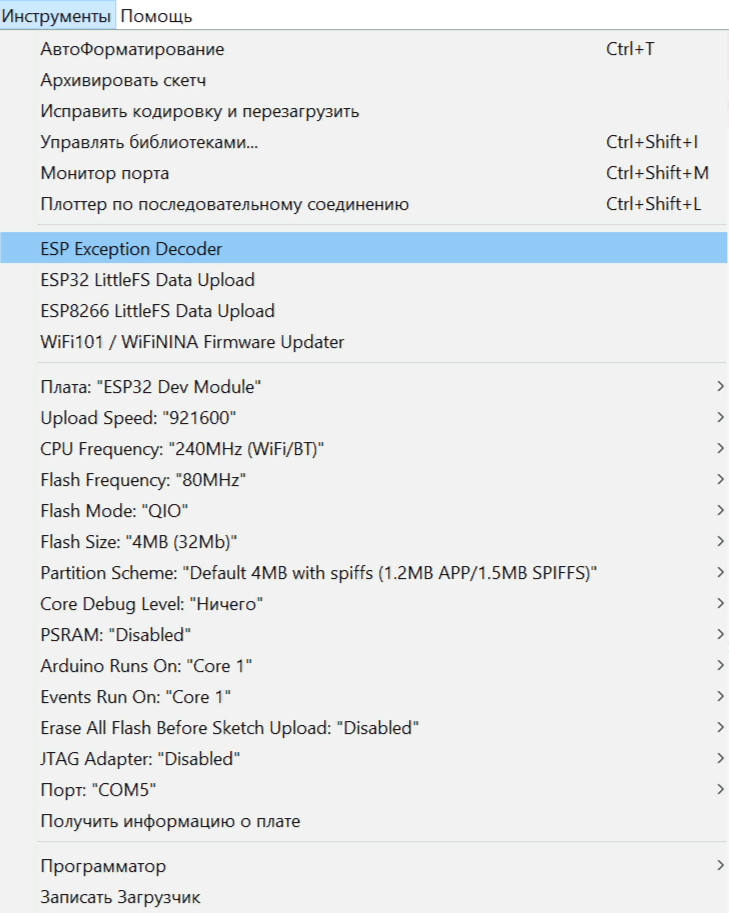 Инструменты Помощь
АвтоФорматирование Ctrl+T
Архивировать скетч
Исправить кодировку и перезагрузить
Управлять библиотеками... Ctrl+Shift+I
Монитор порта Ctrl+Shift+M
Плоттер по последовательному соединению Ctrl+Shift+L
ESP Exception Decoder
ESP32 LittleFS Data Upload
ESP8266 LittleFS Data Upload
WiFi101 / WiFiNINA Firmware Updater
Плата: "ESP32 Dev Module"
Upload Speed: "921600"
CPU Frequency: "240MHz (WiFi/BT)"
Flash Frequency: "80MHz"
Flash Mode: "QIO"
Flash Size: "4MB (32Mb)"
Partition Scheme: "Default 4MB with spiffs (1.2MB APP/1.5MB SPIFFS)"
Core Debug Level: "Ничего"
PSRAM: "Disabled"
Arduino Runs On: "Core 1"
Events Run On: "Core 1"
Erase All Flash Before Sketch Upload: "Disabled"
JTAG Adapter: "Disabled"
Порт: "COM5"
Получить информацию о плате
Программатор
Записать Загрузчик